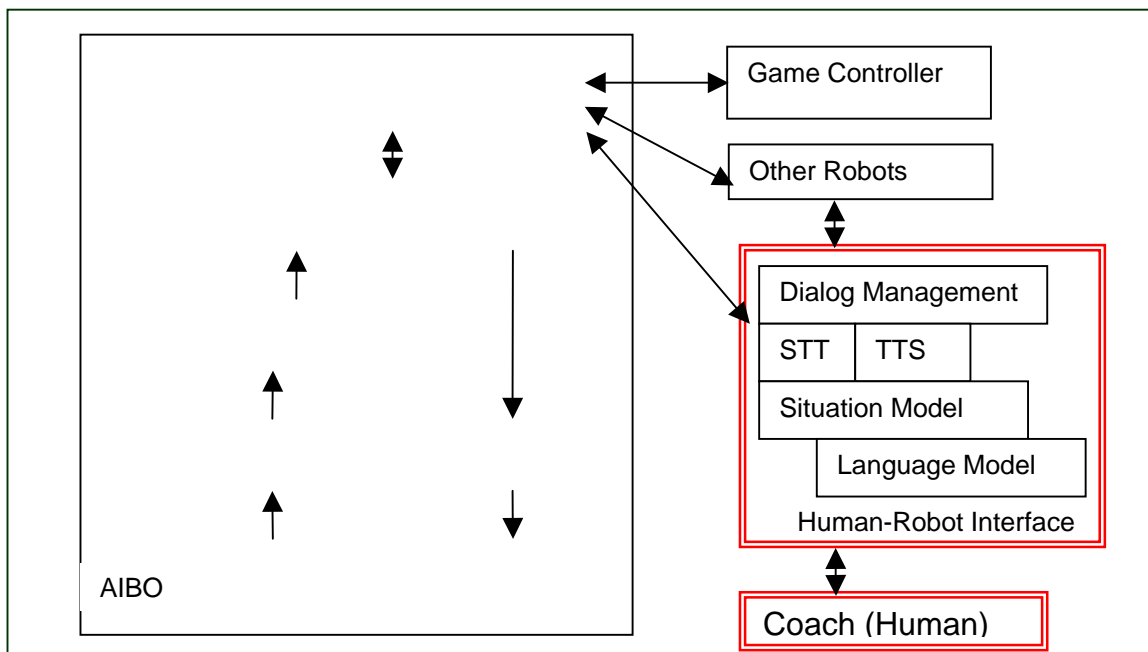 Game Controller
Other Robots
Dialog Management
STT TTS
Situation Model
Language Model
Human-Robot Interface
AIBO
Coach (Human)